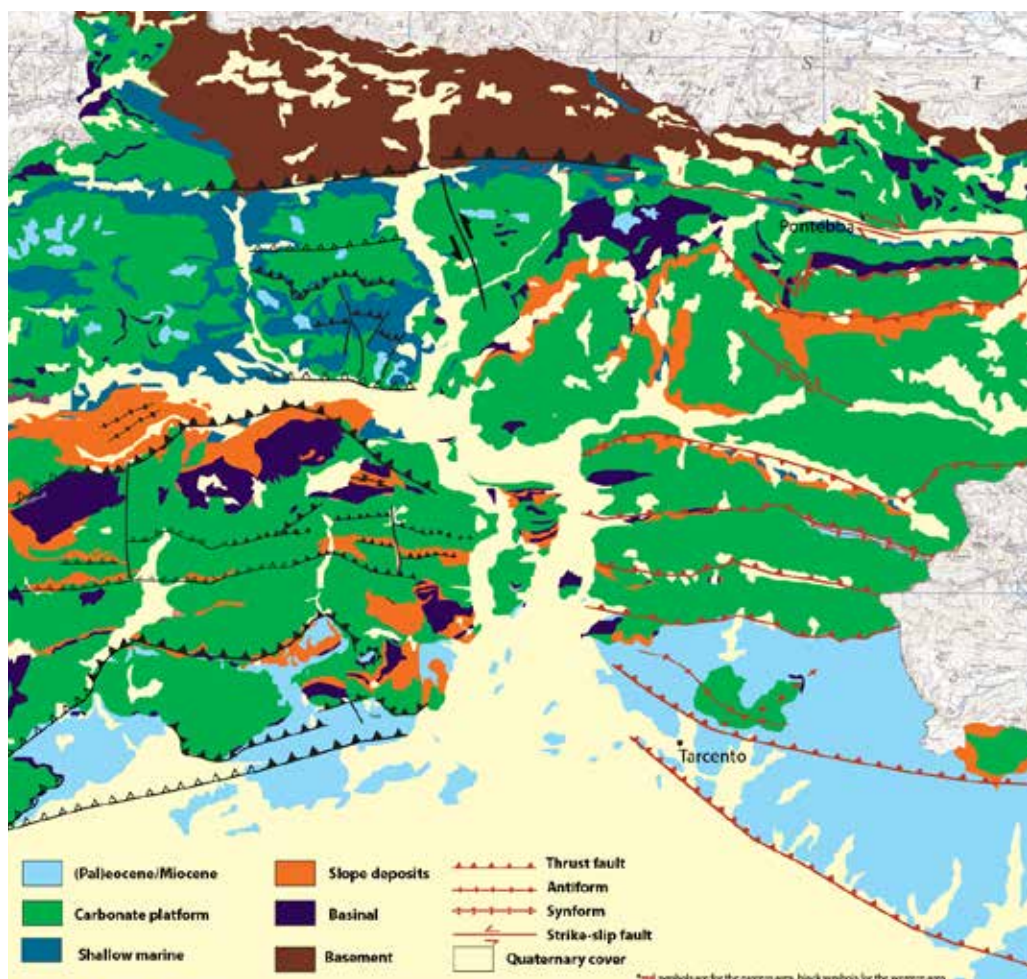 U
S
T
Pontebba
Tarcento
(Pal)eocene/Miocene
Carbonate platform
Shallow marine
Slope deposits
Basinal
Basement
Thrust fault
Antiform
Synform
Strike-slip fault
Quaternary cover